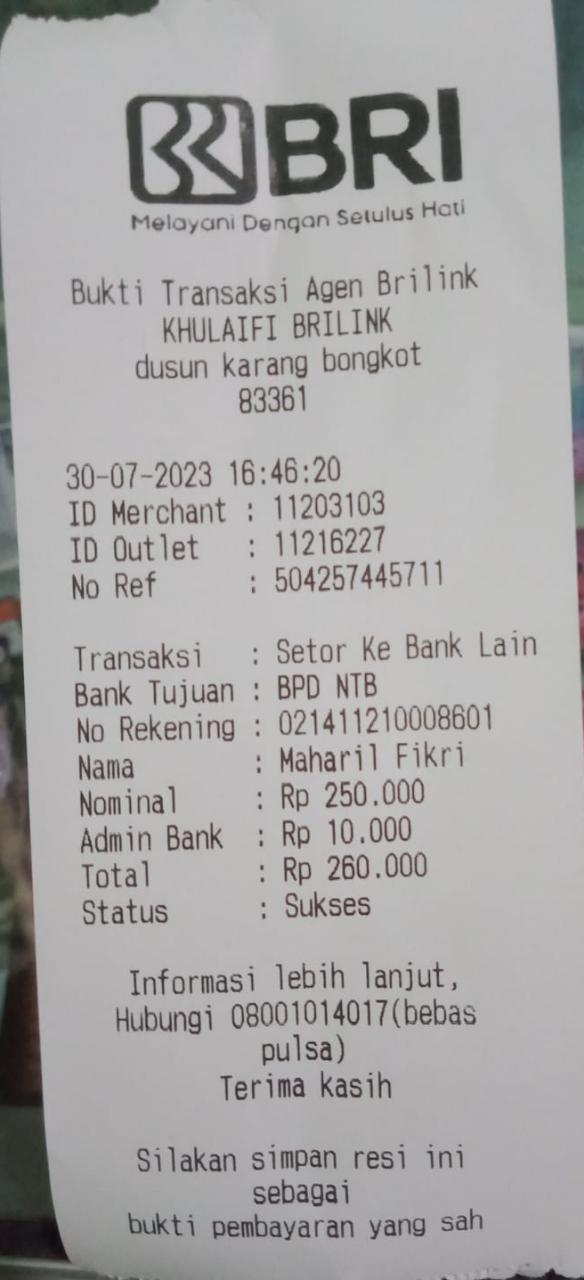 BRI
Melayani Dengan Setulus Hati
Bukti Transaksi Agen Brilink
KHULAIFI BRILINK
dusun karang bongkot
83361
30-07-2023 16:46:20
ID Merchant : 11203103
ID Outlet : 11216227
No Ref : 504257445711
Transaksi : Setor Ke Bank Lain
Bank Tujuan : BPD NTB
No Rekening : 021411210008601
Nama : Maharil Fikri
Nominal : Rp 250.000
Admin Bank : Rp 10.000
Total : Rp 260.000
Status : Sukses
Informasi lebih lanjut,
Hubungi 08001014017(bebas
pulsa)
Terima kasih
Silakan simpan resi ini
sebagai
bukti pembayaran yang sah